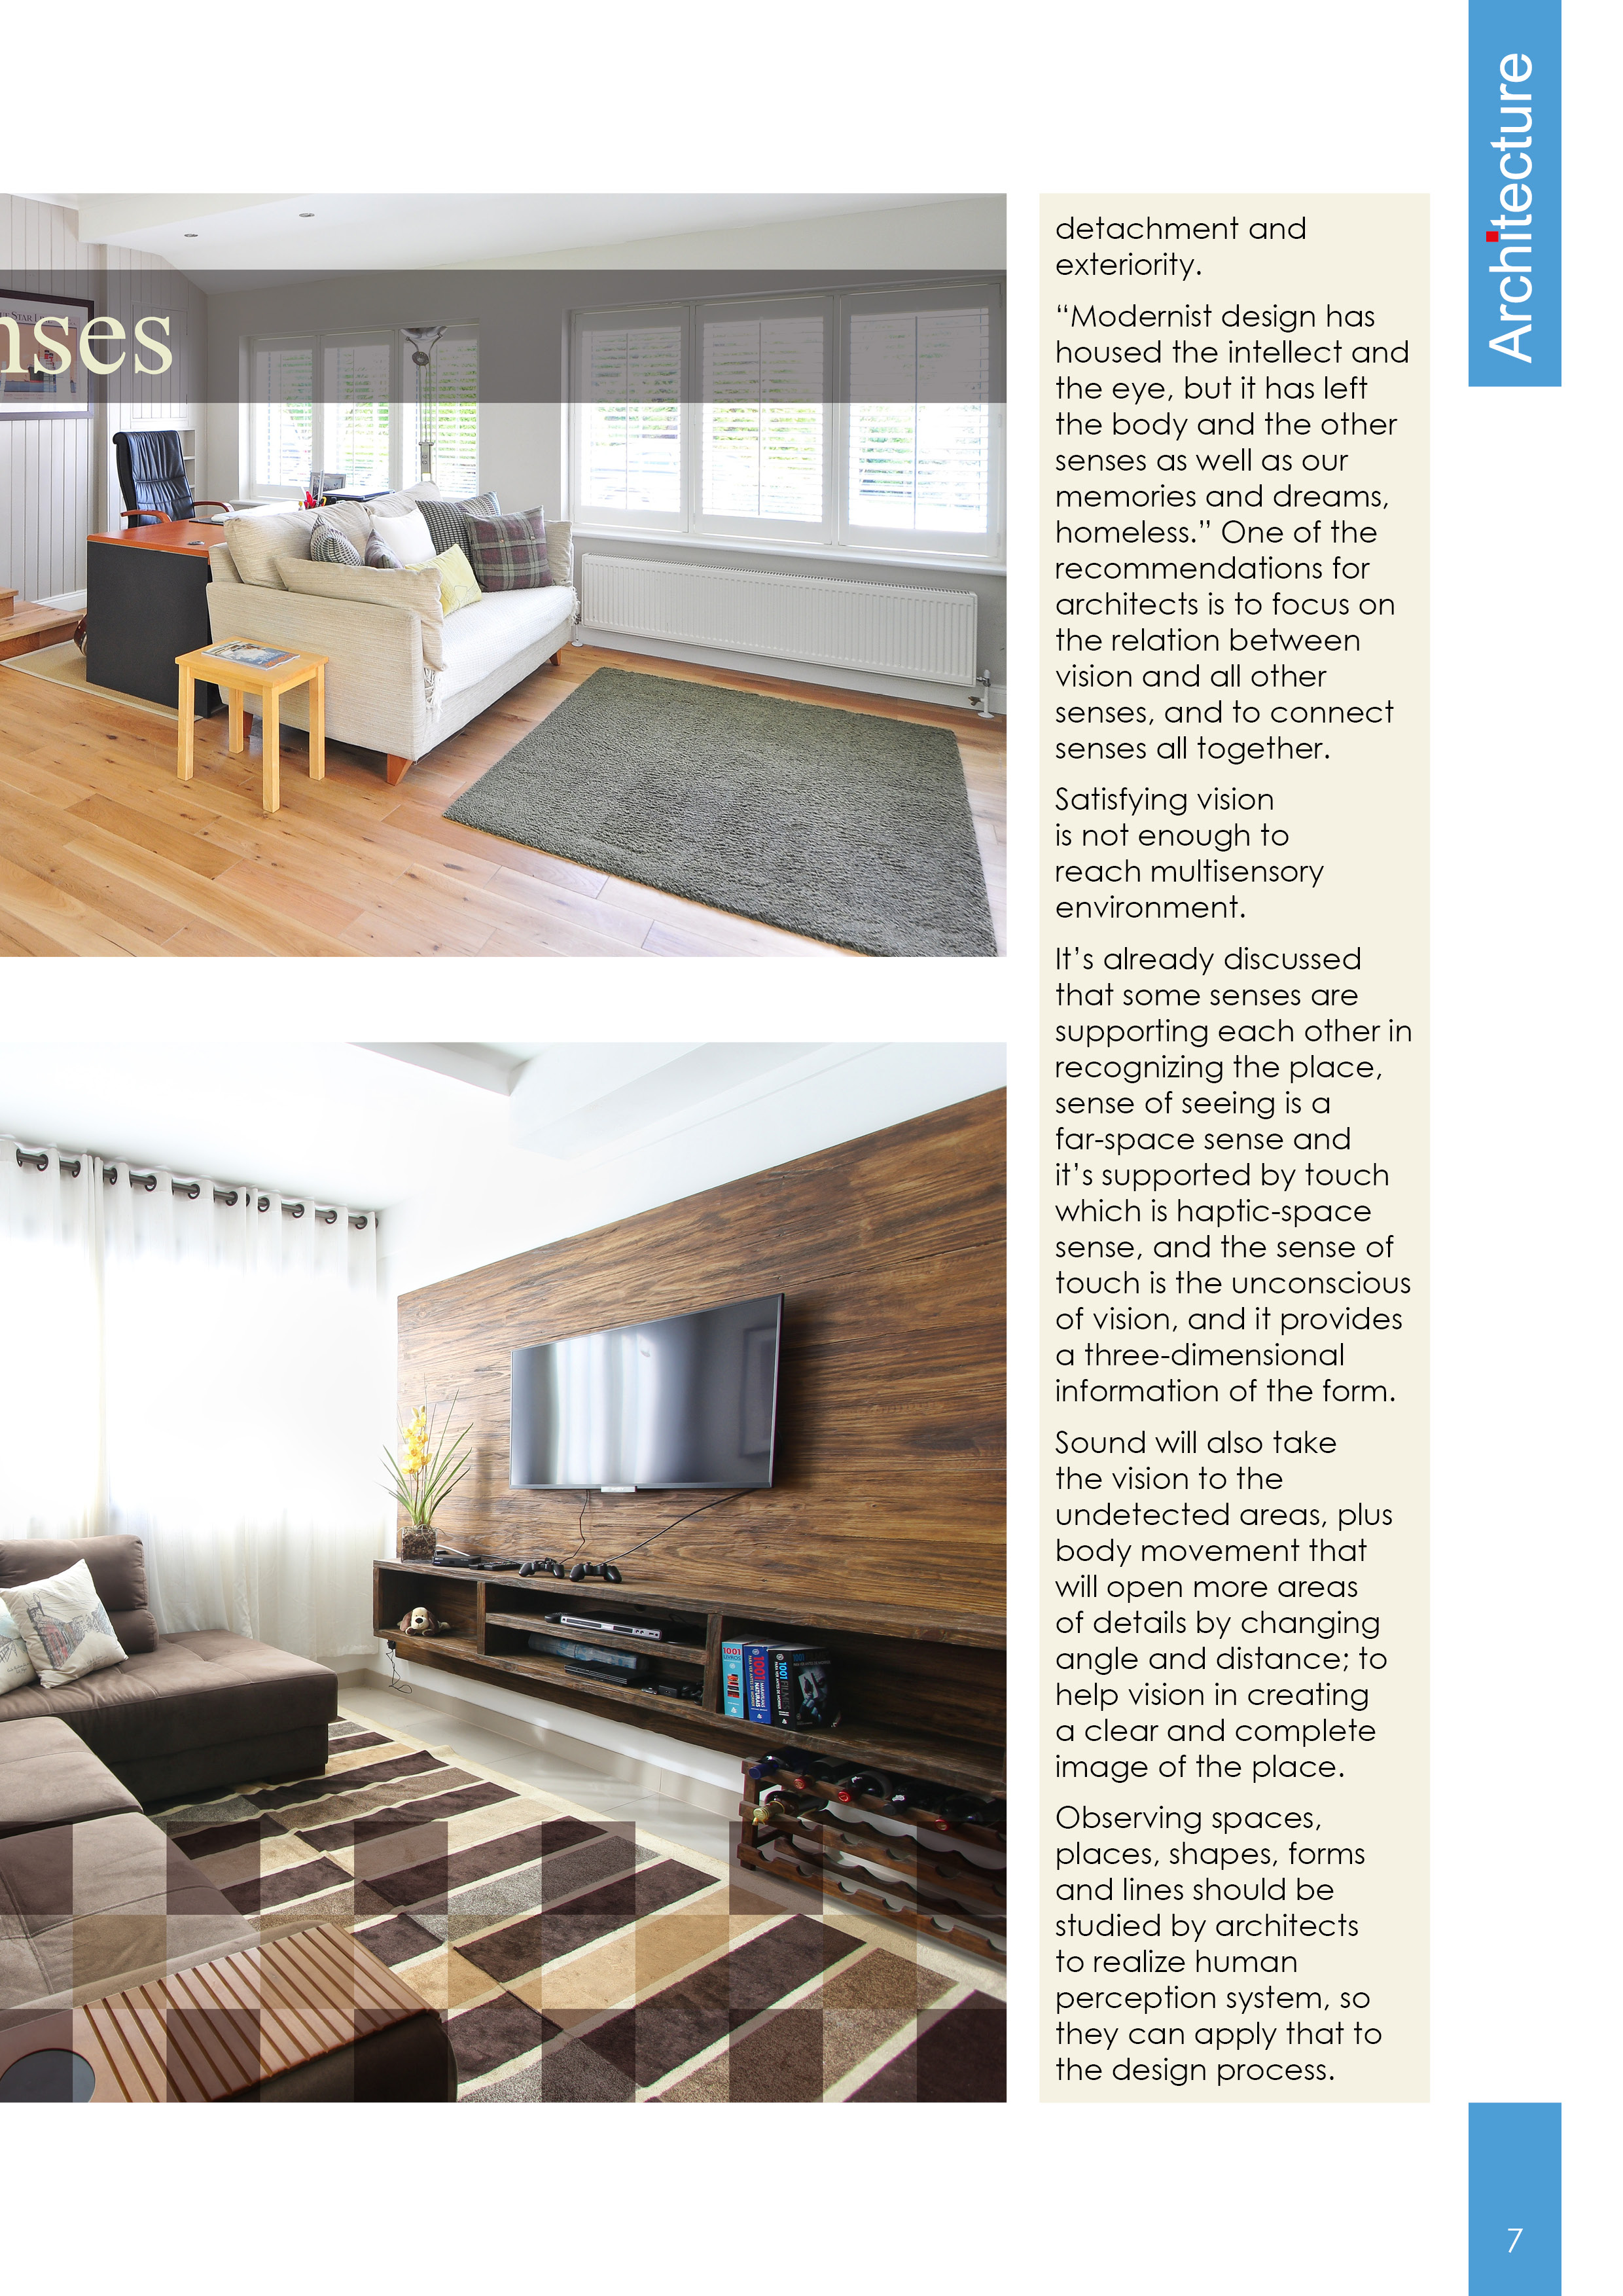 Architecture
nses
detachment and
exteriority.
“Modernist design has
housed the intellect and
the eye, but it has left
the body and the other
senses as well as our
memories and dreams,
homeless.” One of the
recommendations for
architects is to focus on
the relation between
vision and all other
senses, and to connect
senses all together.
Satisfying vision
is not enough to
reach multisensory
environment.
It’s already discussed
that some senses are
supporting each other in
recognizing the place,
sense of seeing is a
far-space sense and
it’s supported by touch
which is haptic-space
sense, and the sense of
touch is the unconscious
of vision, and it provides
a three-dimensional
information of the form.
Sound will also take
the vision to the
undetected areas, plus
body movement that
will open more areas
of details by changing
angle and distance; to
help vision in creating
a clear and complete
image of the place.
Observing spaces,
places, shapes, forms
and lines should be
studied by architects
to realize human
perception system, so
they can apply that to
the design process.
1001
LIVROS
1001
MARAVILHAS
NATURAIS
1001
FILMES
7